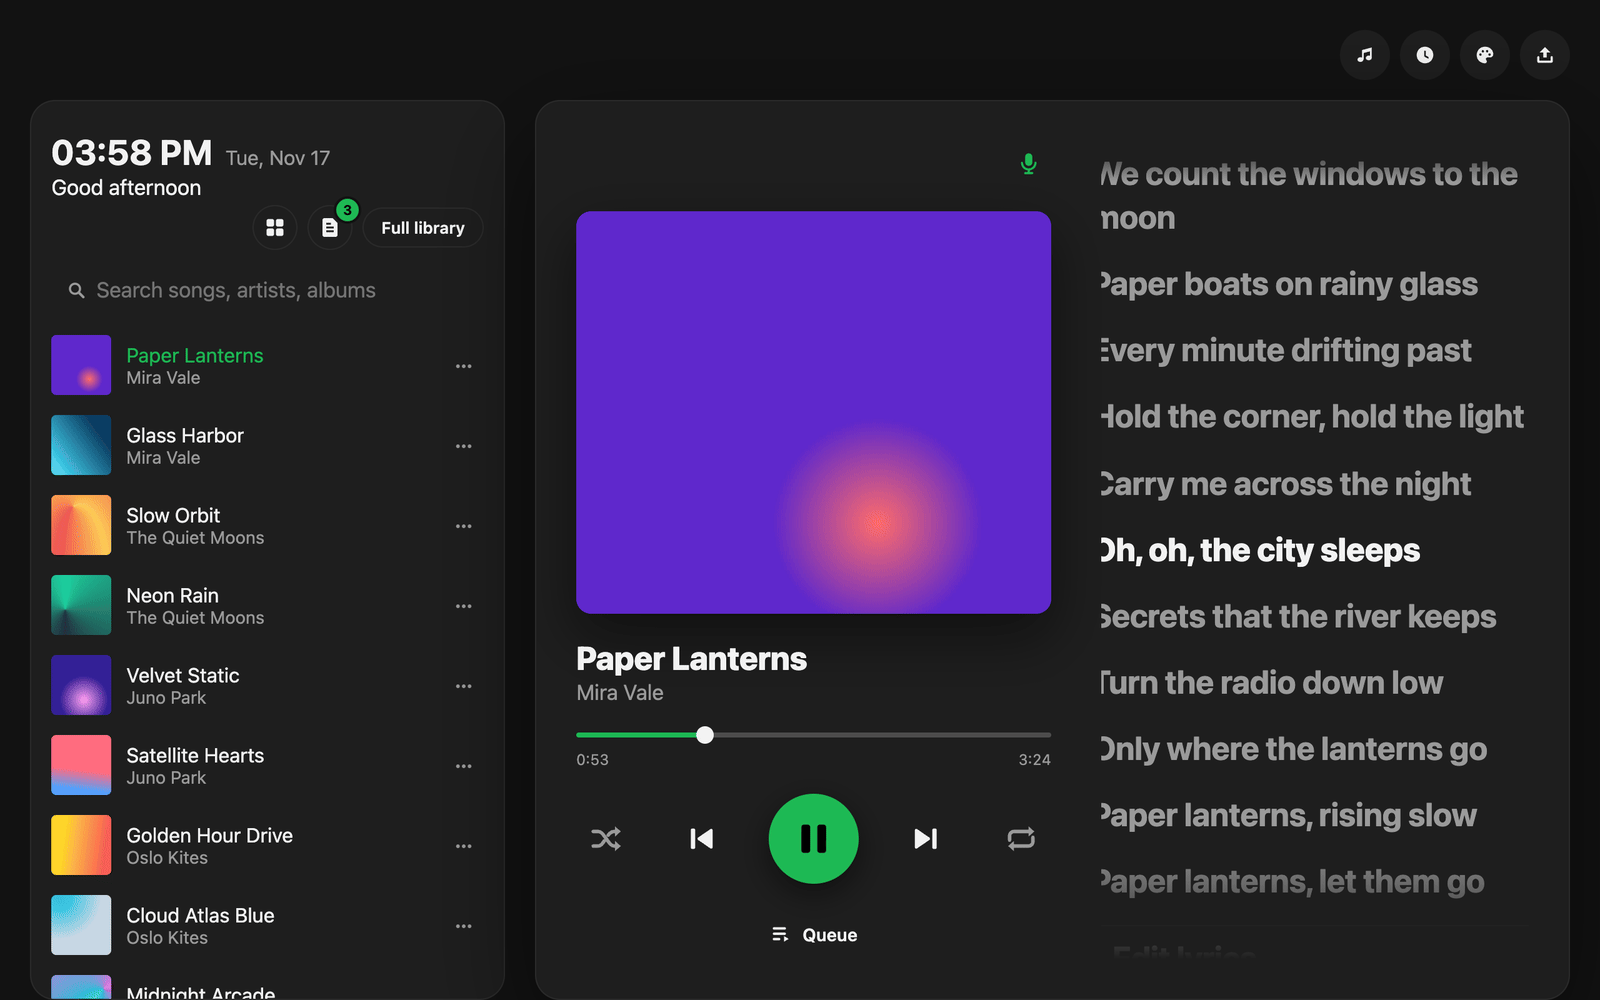 03:58 PM Tue, Nov 17
Good afternoon
3
Full library
Search songs, artists, albums
Paper Lanterns
Mira Vale
Glass Harbor
Mira Vale
Slow Orbit
The Quiet Moons
Neon Rain
The Quiet Moons
Velvet Static
Juno Park
Satellite Hearts
Juno Park
Golden Hour Drive
Oslo Kites
Cloud Atlas Blue
Oslo Kites
Midnight Arcade
Paper Lanterns
Mira Vale
0:53
3:24
Queue
We count the windows to the
moon
Paper boats on rainy glass
Every minute drifting past
Hold the corner, hold the light
Carry me across the night
Oh, oh, the city sleeps
Secrets that the river keeps
Turn the radio down low
Only where the lanterns go
Paper lanterns, rising slow
Paper lanterns, let them go
Edit lyrics